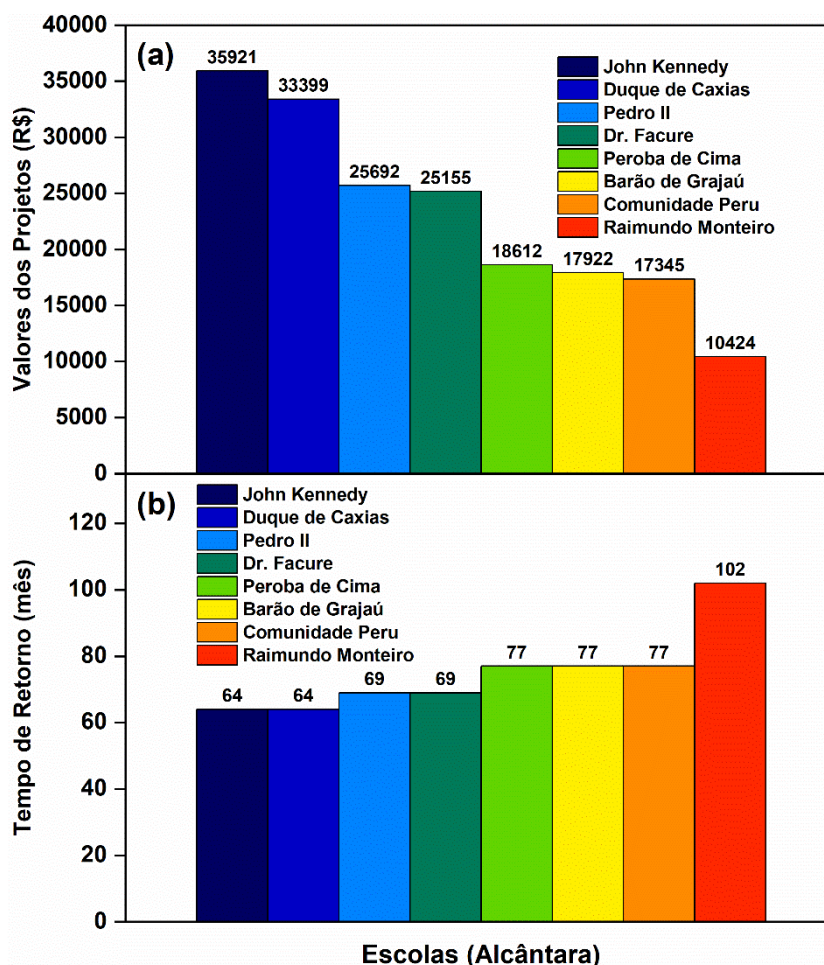 (a)
Valores dos Projetos (R$)
40000
35000
30000
25000
20000
15000
10000
5000
0
35921
33399
25692
25155
18612
17922
17345
10424
John Kennedy
Duque de Caxias
Pedro II
Dr. Facure
Peroba de Cima
Barão de Grajaú
Comunidade Peru
Raimundo Monteiro
(b)
Tempo de Retorno (mês)
120
100
80
60
40
20
0
John Kennedy
Duque de Caxias
Pedro II
Dr. Facure
Peroba de Cima
Barão de Grajaú
Comunidade Peru
Raimundo Monteiro
64
64
69
69
77
77
77
102
Escolas (Alcântara)